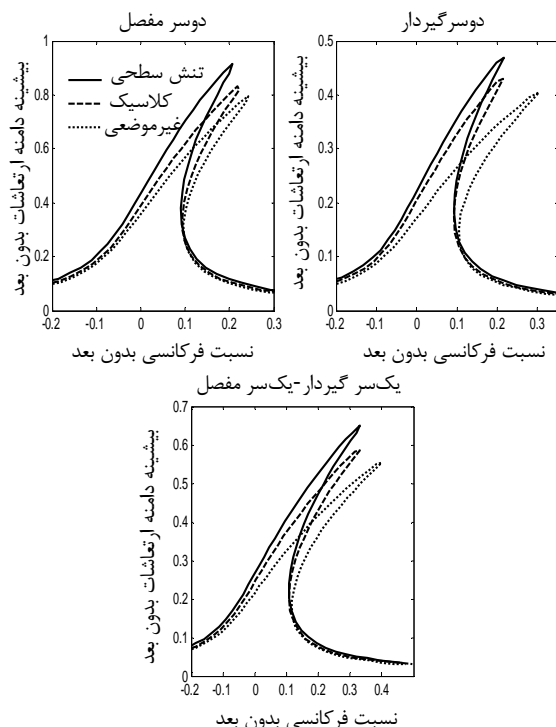 دوسر مفصل
بیشینه دامنه ارتعاشات بدون بعد
1
0.8
0.6
0.4
0.2
0
تنش سطحی
کلاسیک
غیرموضعی
-0.2 -0.1 0 0.1 0.2 0.3
نسبت فرکانسی بدون بعد
دوسرگیردار
بیشینه دامنه ارتعاشات بدون بعد
0.5
0.4
0.3
0.2
0.1
0
-0.2 -0.1 0 0.1 0.2 0.3
نسبت فرکانسی بدون بعد
یک‌سر گیردار-یک‌سر مفصل
بیشینه دامنه ارتعاشات بدون بعد
0.7
0.6
0.5
0.4
0.3
0.2
0.1
0
-0.2 -0.1 0 0.1 0.2 0.3 0.4
نسبت فرکانسی بدون بعد